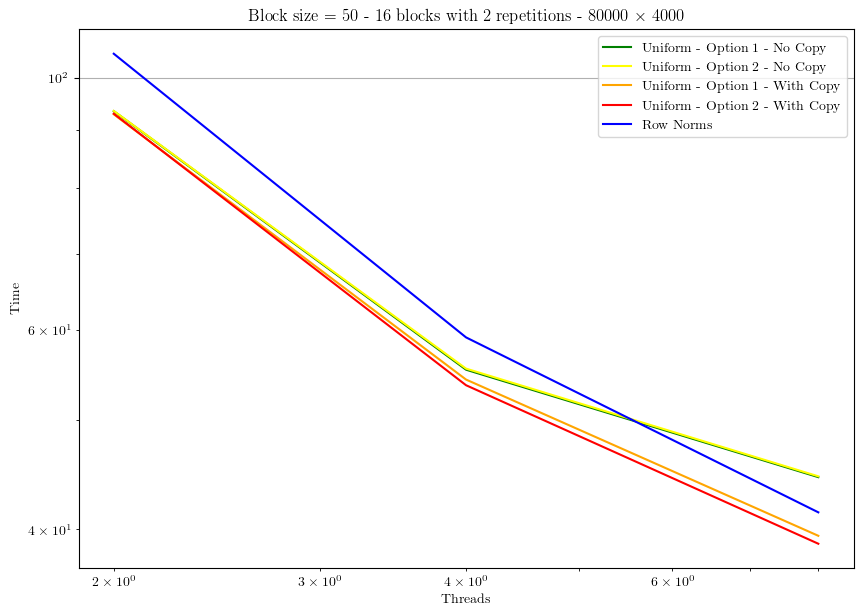 Block size = 50 - 16 blocks with 2 repetitions - 80000 × 4000
Uniform - Option 1 - No Copy
Uniform - Option 2 - No Copy
Uniform - Option 1 - With Copy
Uniform - Option 2 - With Copy
Row Norms
10²
6 × 10¹
4 × 10¹
Time
2 × 10⁰
3 × 10⁰
4 × 10⁰
6 × 10⁰
Threads